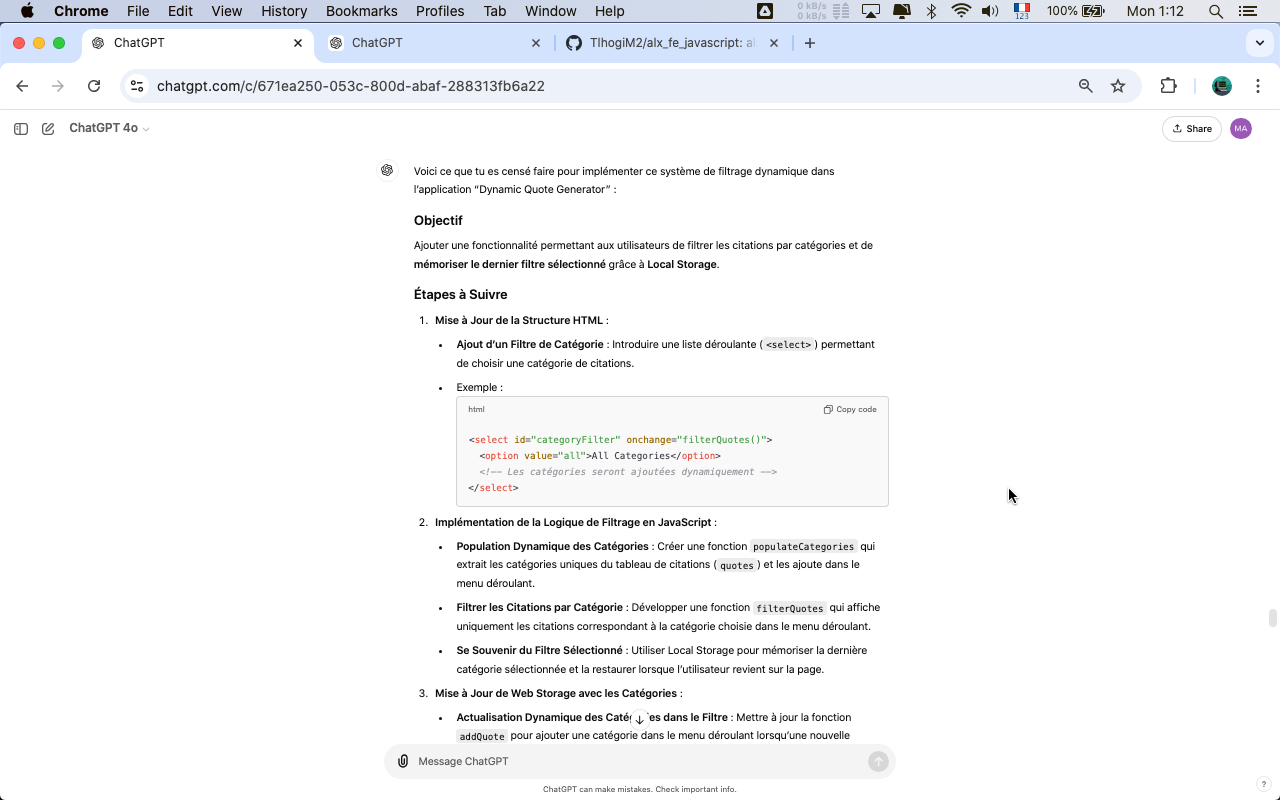 Chrome File Edit View History Bookmarks Profiles Tab Window Help 0 kB/s 0 kB/s 123 100% Mon 1:12
ChatGPT ChatGPT TlhogiM2/alx_fe_javascript: al
chatgpt.com/c/671ea250-053c-800d-abaf-288313fb6a22
ChatGPT 4o Share MA
Voici ce que tu es censé faire pour implémenter ce système de filtrage dynamique dans
l'application “Dynamic Quote Generator” :
Objectif
Ajouter une fonctionnalité permettant aux utilisateurs de filtrer les citations par catégories et de
mémoriser le dernier filtre sélectionné grâce à Local Storage.
Étapes à Suivre
1. Mise à Jour de la Structure HTML :
• Ajout d'un Filtre de Catégorie : Introduire une liste déroulante (<select>) permettant
de choisir une catégorie de citations.
• Exemple :
html Copy code
<select id="categoryFilter" onchange="filterQuotes()">
<option value="all">All Categories</option>
<!-- Les catégories seront ajoutées dynamiquement -->
</select>
2. Implémentation de la Logique de Filtrage en JavaScript :
• Population Dynamique des Catégories : Créer une fonction populateCategories qui
extrait les catégories uniques du tableau de citations (quotes) et les ajoute dans le
menu déroulant.
• Filtrer les Citations par Catégorie : Développer une fonction filterQuotes qui affiche
uniquement les citations correspondant à la catégorie choisie dans le menu déroulant.
• Se Souvenir du Filtre Sélectionné : Utiliser Local Storage pour mémoriser la dernière
catégorie sélectionnée et la restaurer lorsque l'utilisateur revient sur la page.
3. Mise à Jour de Web Storage avec les Catégories :
• Actualisation Dynamique des Catégories dans le Filtre : Mettre à jour la fonction
addQuote pour ajouter une catégorie dans le menu déroulant lorsqu'une nouvelle
Message ChatGPT
ChatGPT can make mistakes. Check important info.
?